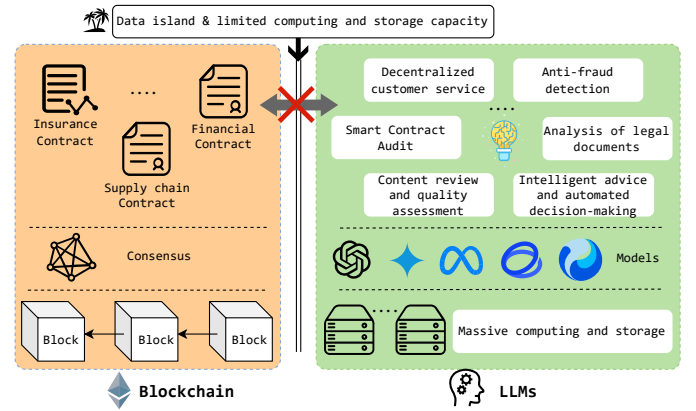 Data island & limited computing and storage capacity
Insurance
Contract
....
Financial
Contract
Supply chain
Contract
Consensus
Block
Block
Block
Blockchain
Decentralized
customer service
Anti-fraud
detection
....
Smart Contract
Audit
Analysis of legal
documents
Content review
and quality
assessment
Intelligent advice
and automated
decision-making
Models
....
Massive computing and storage
LLMs